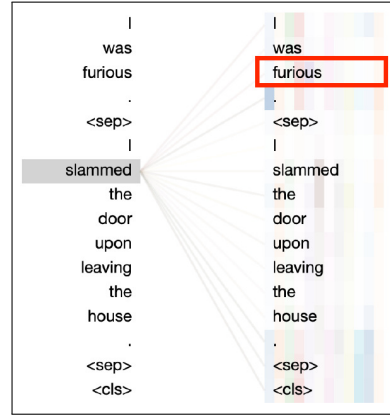 I I
was was
furious furious
. .
<sep> <sep>
I I
slammed slammed
the the
door door
upon upon
leaving leaving
the the
house house
. .
<sep> <sep>
<cls> <cls>